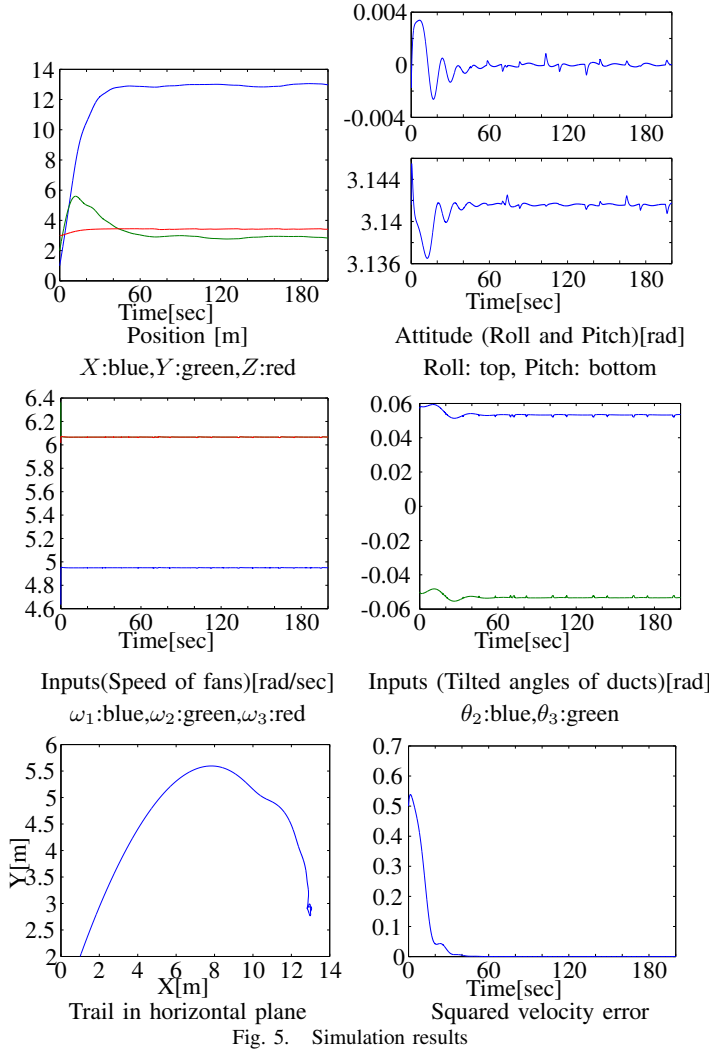 14
12
10
8
6
4
2
0
0 60 120 180
Time[sec]
Position [m]
X:blue,Y:green,Z:red
0.004
0
-0.004
0 60 120 180
3.144
3.14
3.136
0 60 120 180
Time[sec]
Attitude (Roll and Pitch)[rad]
Roll: top, Pitch: bottom
6.4
6.2
6
5.8
5.6
5.4
5.2
5
4.8
4.6
0 60 120 180
Time[sec]
Inputs(Speed of fans)[rad/sec]
ω1:blue,ω2:green,ω3:red
0.06
0.04
0.02
0
-0.02
-0.04
-0.06
0 60 120 180
Time[sec]
Inputs (Tilted angles of ducts)[rad]
θ2:blue,θ3:green
6
5.5
5
4.5
4
3.5
3
2.5
2
Y[m]
0 2 4 6 8 10 12 14
X[m]
Trail in horizontal plane
0.7
0.6
0.5
0.4
0.3
0.2
0.1
0
0 60 120 180
Time[sec]
Squared velocity error
Fig. 5. Simulation results